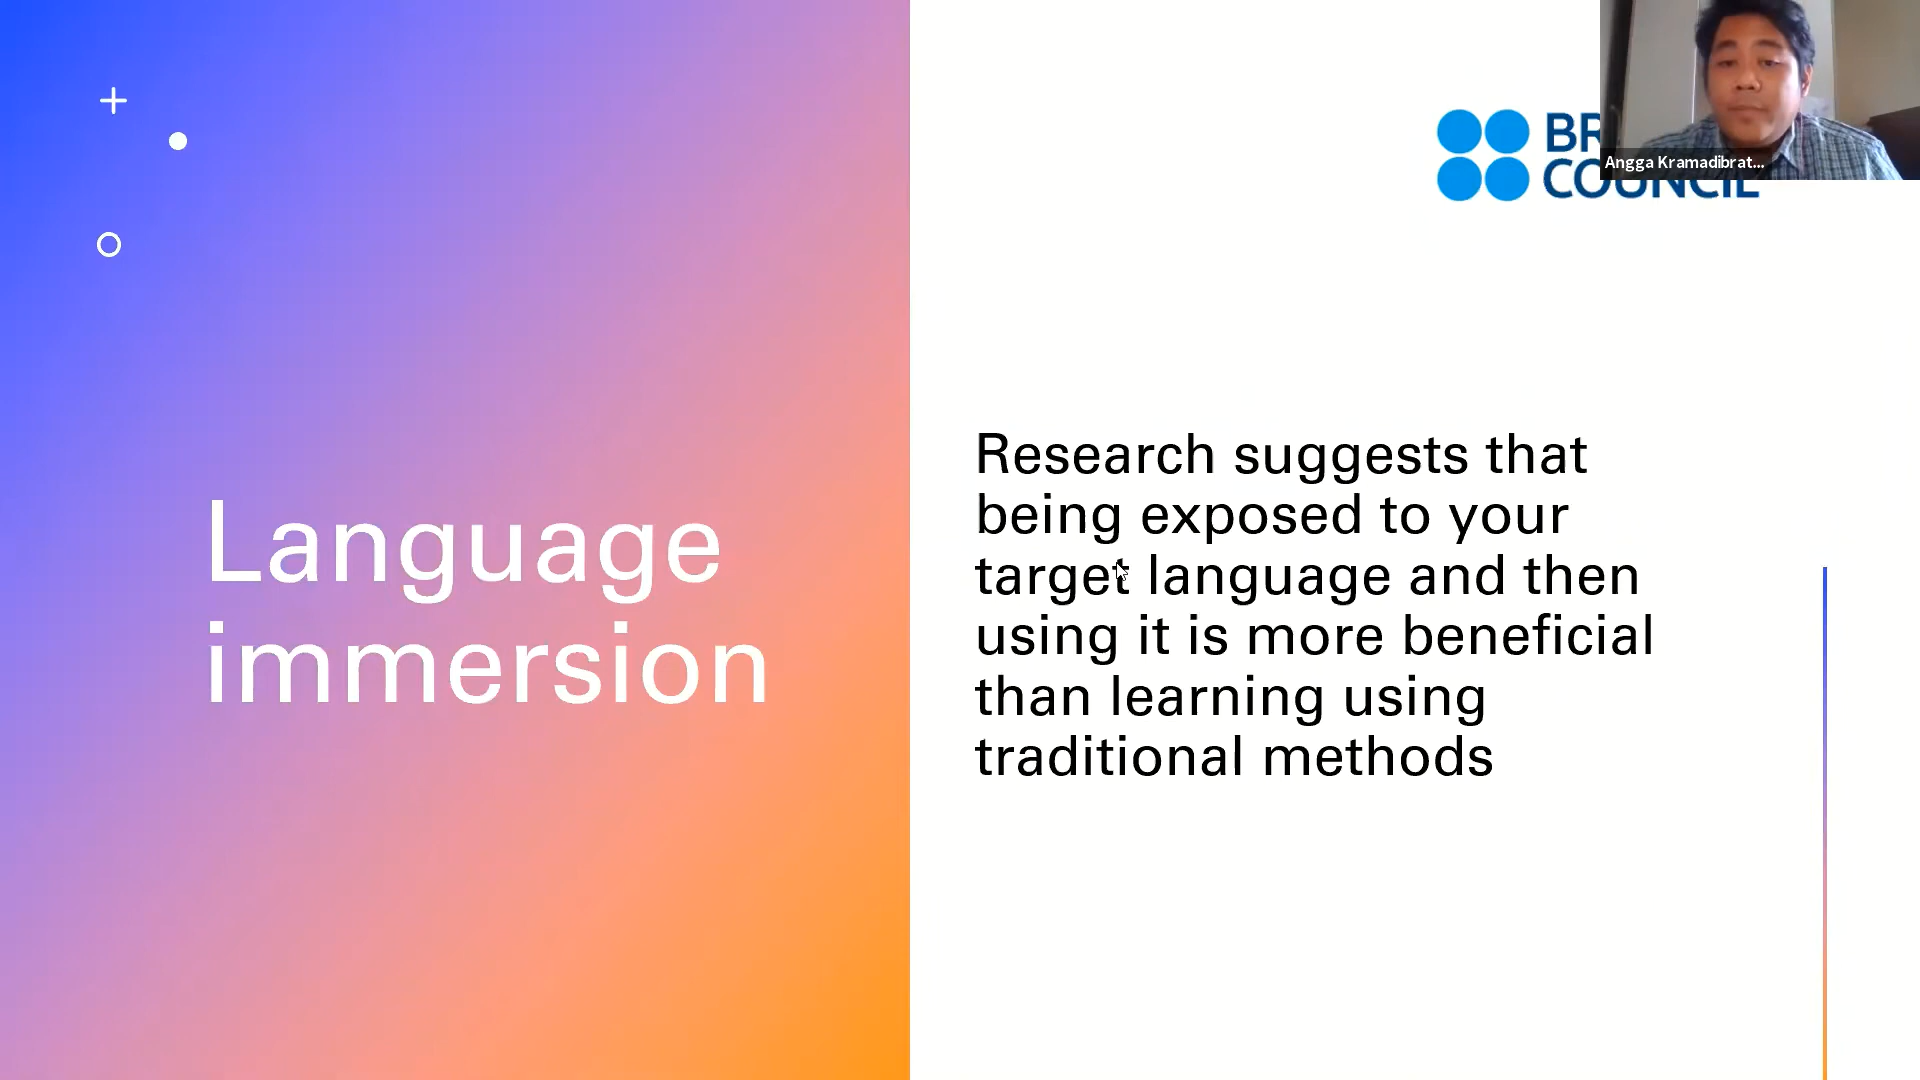 COUNCIL
Angga Kramadibrat...
Language
immersion
Research suggests that
being exposed to your
target language and then
using it is more beneficial
than learning using
traditional methods